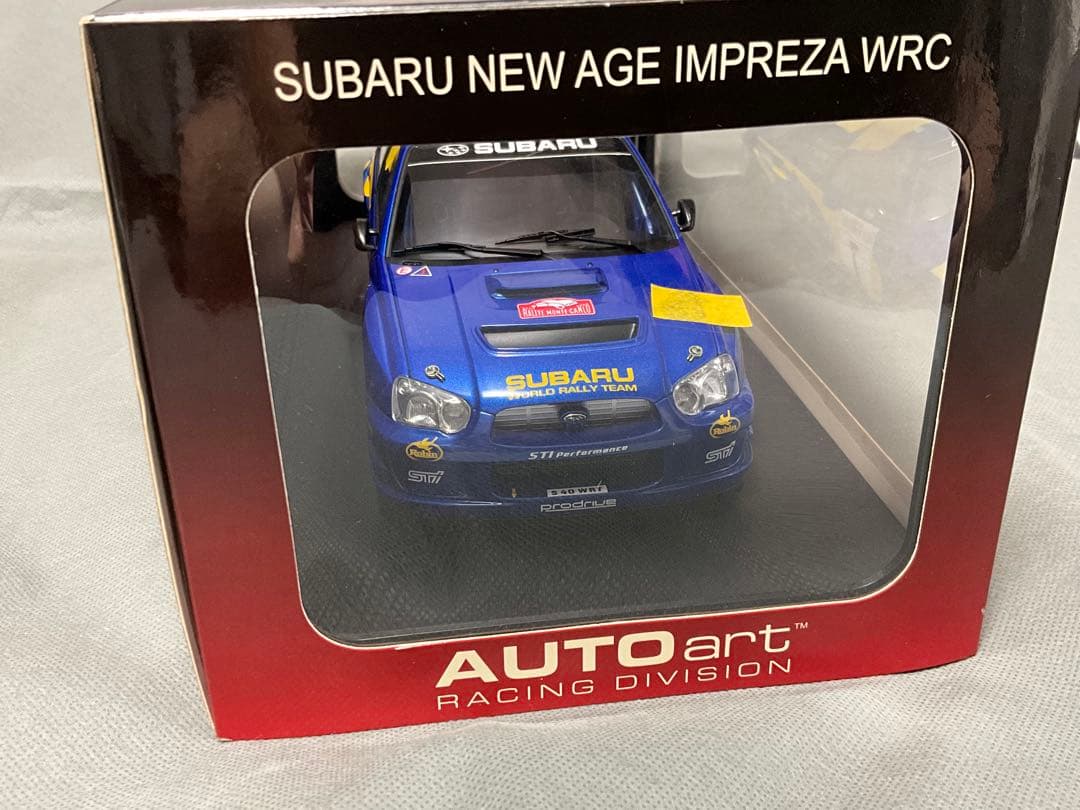 SUBARU NEW AGE IMPREZA WRC
SUBARU
RALLYE MONTE CARLO
SUBARU
WORLD RALLY TEAM
Robin
Robin
STI Performance
STI
STI
S 40 WRT
prodrive
AUTOart™
RACING DIVISION